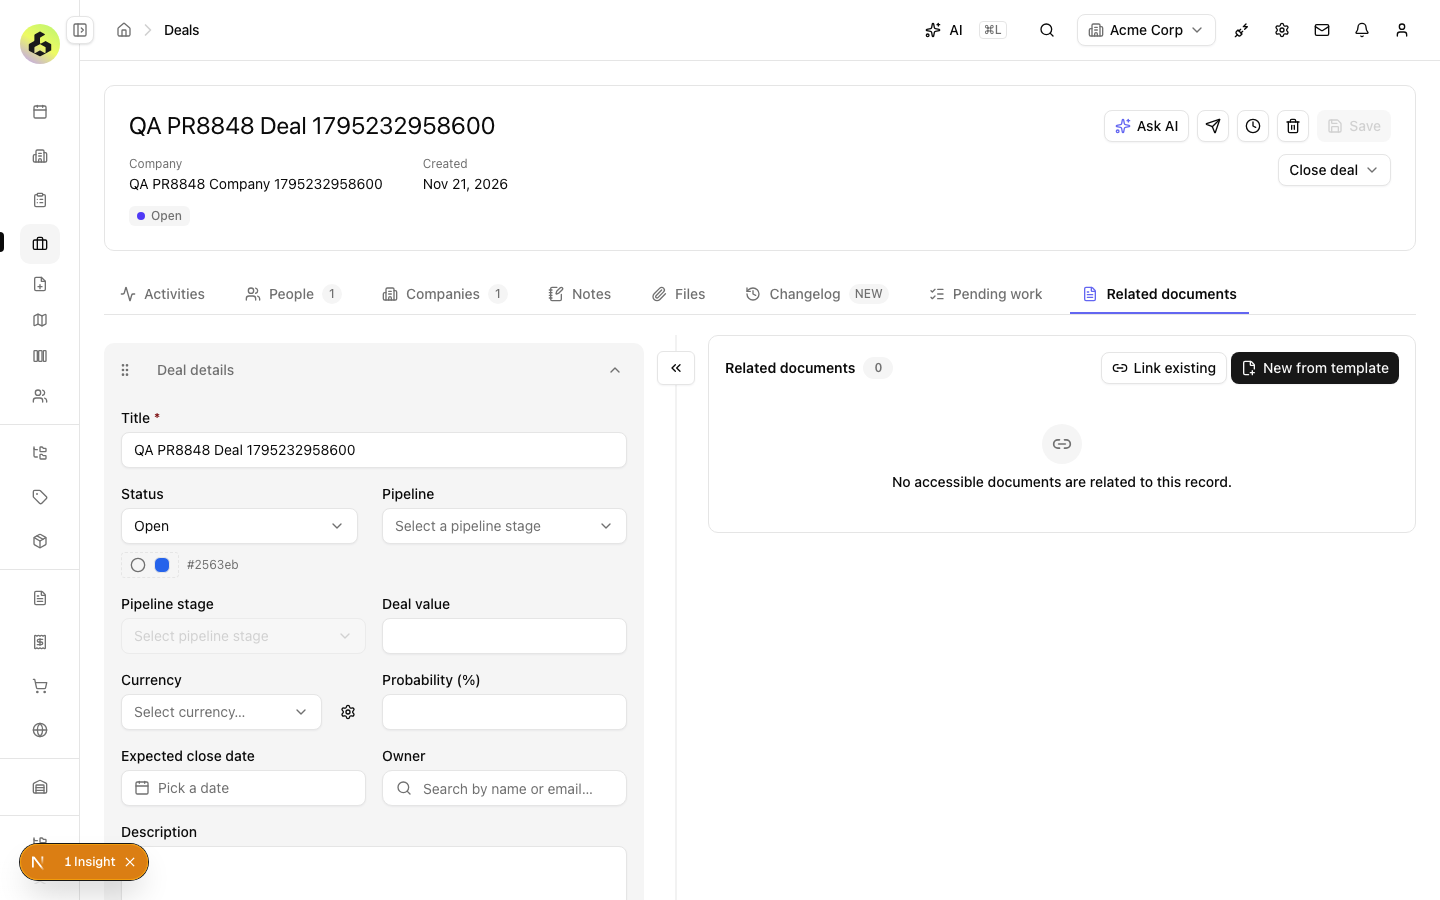 Deals
AI ⌘L
Acme Corp
QA PR8848 Deal 1795232958600
Ask AI
Save
Company
QA PR8848 Company 1795232958600
Created
Nov 21, 2026
Close deal
Open
Activities
People 1
Companies 1
Notes
Files
Changelog NEW
Pending work
Related documents
Deal details
Title *
QA PR8848 Deal 1795232958600
Status
Open
Pipeline
Select a pipeline stage
#2563eb
Pipeline stage
Select pipeline stage
Deal value
Currency
Select currency...
Probability (%)
Expected close date
Pick a date
Owner
Search by name or email...
Description
Related documents 0
Link existing
New from template
No accessible documents are related to this record.
1 Insight